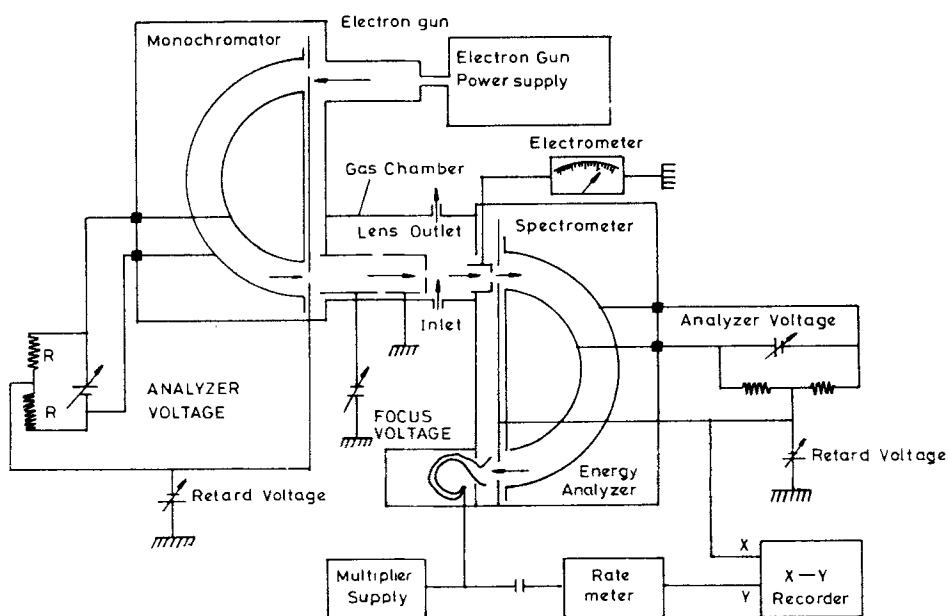 Electron gun
Monochromator
Electron Gun
Power supply
Electrometer
Gas Chamber
Lens Outlet
Spectrometer
Inlet
Analyzer Voltage
R
R
ANALYZER
VOLTAGE
FOCUS
VOLTAGE
Retard Voltage
Energy
Analyzer
Retard Voltage
Multiplier
Supply
Rate
meter
X
Y
X-Y
Recorder